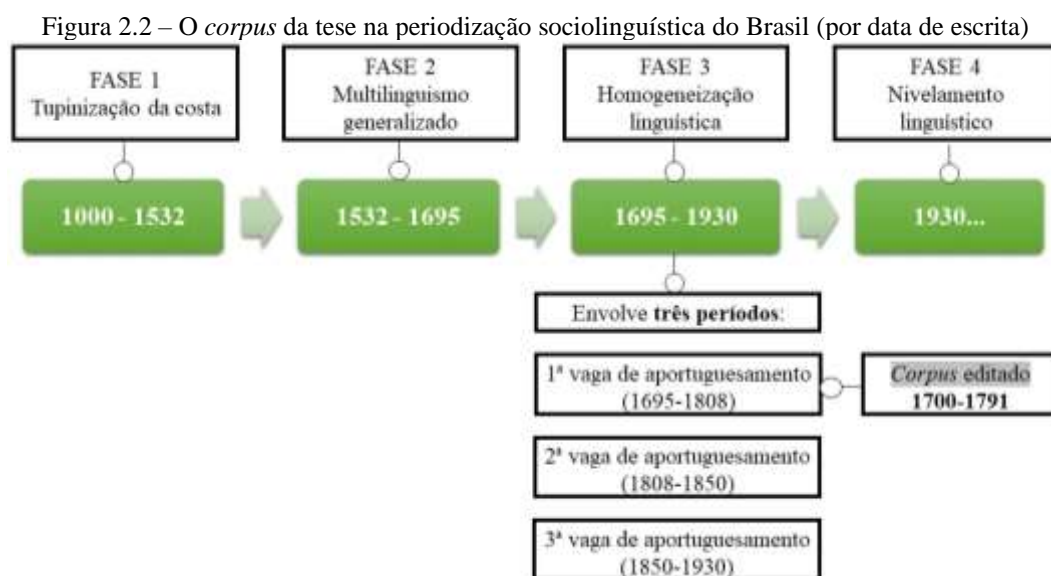 Figura 2.2 – O corpus da tese na periodização sociolinguística do Brasil (por data de escrita)
FASE 1
Tupinização da costa
FASE 2
Multilinguismo
generalizado
FASE 3
Homogeneização
linguística
FASE 4
Nivelamento
linguístico
1000 - 1532
1532 - 1695
1695 - 1930
1930...
Envolve três períodos:
1ª vaga de aportuguesamento
(1695-1808)
Corpus editado
1700-1791
2ª vaga de aportuguesamento
(1808-1850)
3ª vaga de aportuguesamento
(1850-1930)